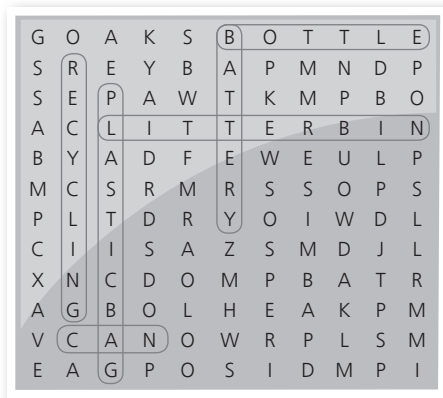 G O A K S B O T T L E
S R E Y B A P M N D P
S E P A W T K M P B O
A C L I T T E R B I N
B Y A D F E W E U L P
M C S R M R S S O P S
P L T D R Y O I W D L
C I I S A Z S M D J L
X N C D O M P B A T R
A G B O L H E A K P M
V C A N O W R P L S M
E A G P O S I D M P I